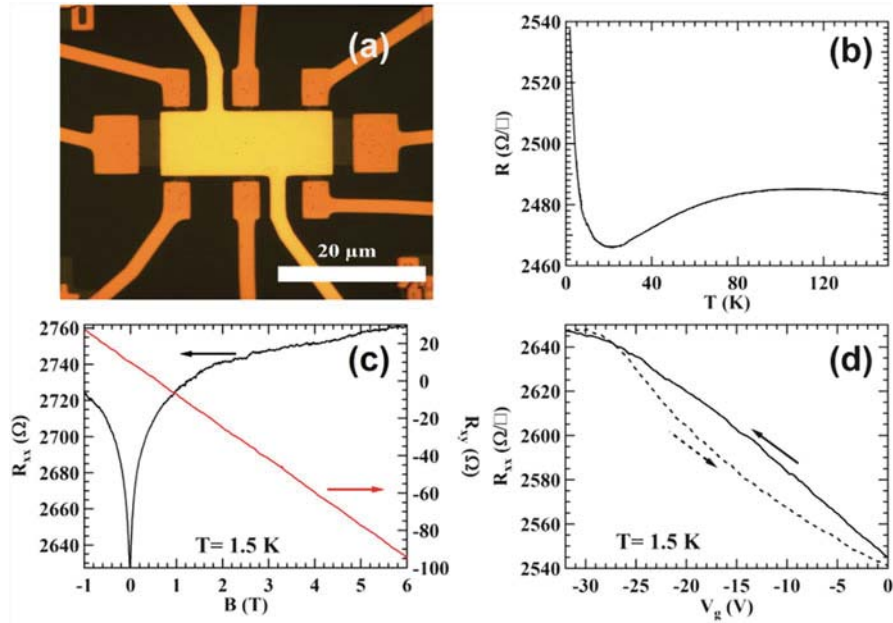 (a)
20 μm
(b)
2540
2520
2500
2480
2460
R (Ω/□)
0 40 80 120
T (K)
(c)
2760
2740
2720
2700
2680
2660
2640
R_xx (Ω)
20
0
-20
-40
-60
-80
-100
R_xy (Ω)
T= 1.5 K
-1 0 1 2 3 4 5 6
B (T)
(d)
2640
2620
2600
2580
2560
2540
R_xx (Ω/□)
T= 1.5 K
-30 -25 -20 -15 -10 -5 0
V_g (V)